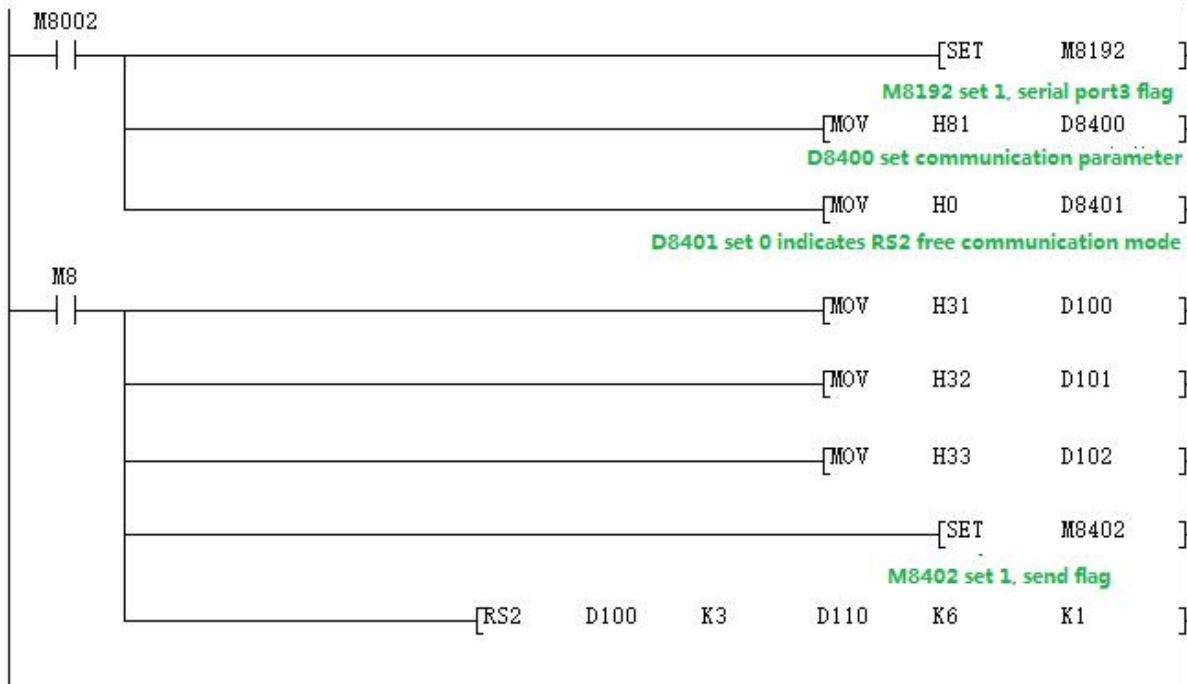 M8002
[SET M8192 ]
M8192 set 1, serial port3 flag
[MOV H81 D8400 ]
D8400 set communication parameter
[MOV H0 D8401 ]
D8401 set 0 indicates RS2 free communication mode
M8
[MOV H31 D100 ]
[MOV H32 D101 ]
[MOV H33 D102 ]
[SET M8402 ]
M8402 set 1, send flag
[RS2 D100 K3 D110 K6 K1 ]